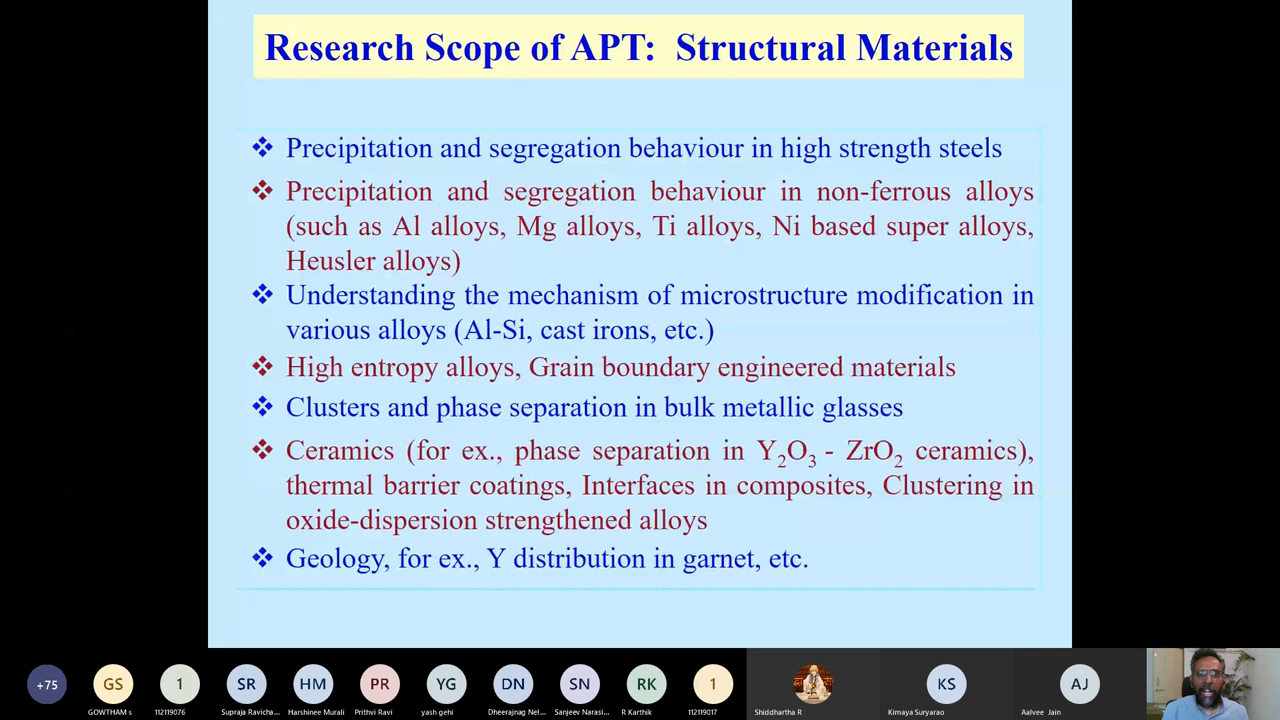 Research Scope of APT: Structural Materials
❖ Precipitation and segregation behaviour in high strength steels
❖ Precipitation and segregation behaviour in non-ferrous alloys
(such as Al alloys, Mg alloys, Ti alloys, Ni based super alloys,
Heusler alloys)
❖ Understanding the mechanism of microstructure modification in
various alloys (Al-Si, cast irons, etc.)
❖ High entropy alloys, Grain boundary engineered materials
❖ Clusters and phase separation in bulk metallic glasses
❖ Ceramics (for ex., phase separation in Y₂O₃ - ZrO₂ ceramics),
thermal barrier coatings, Interfaces in composites, Clustering in
oxide-dispersion strengthened alloys
❖ Geology, for ex., Y distribution in garnet, etc.
+75 GS 1 SR HM PR YG DN SN RK 1 KS AJ
GOWTHAM s 112119076 Supraja Ravicha... Harshinee Murali Prithvi Ravi yash gehi Dheerajnag Nel... Sanjeev Narasi... R Karthik 112119017 Shiddhartha R Kimaya Suryarao Aalvee Jain